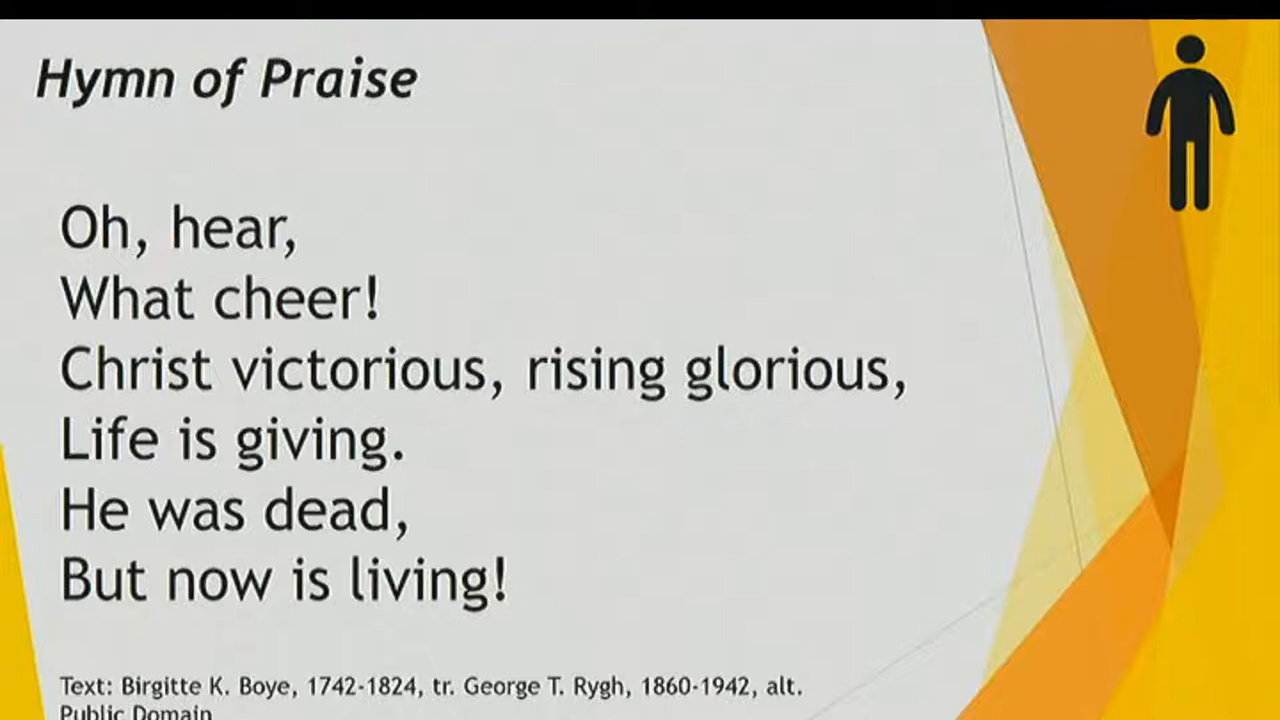 Hymn of Praise
Oh, hear,
What cheer!
Christ victorious, rising glorious,
Life is giving.
He was dead,
But now is living!
Text: Birgitte K. Boye, 1742-1824, tr. George T. Rygh, 1860-1942, alt.
Public Domain